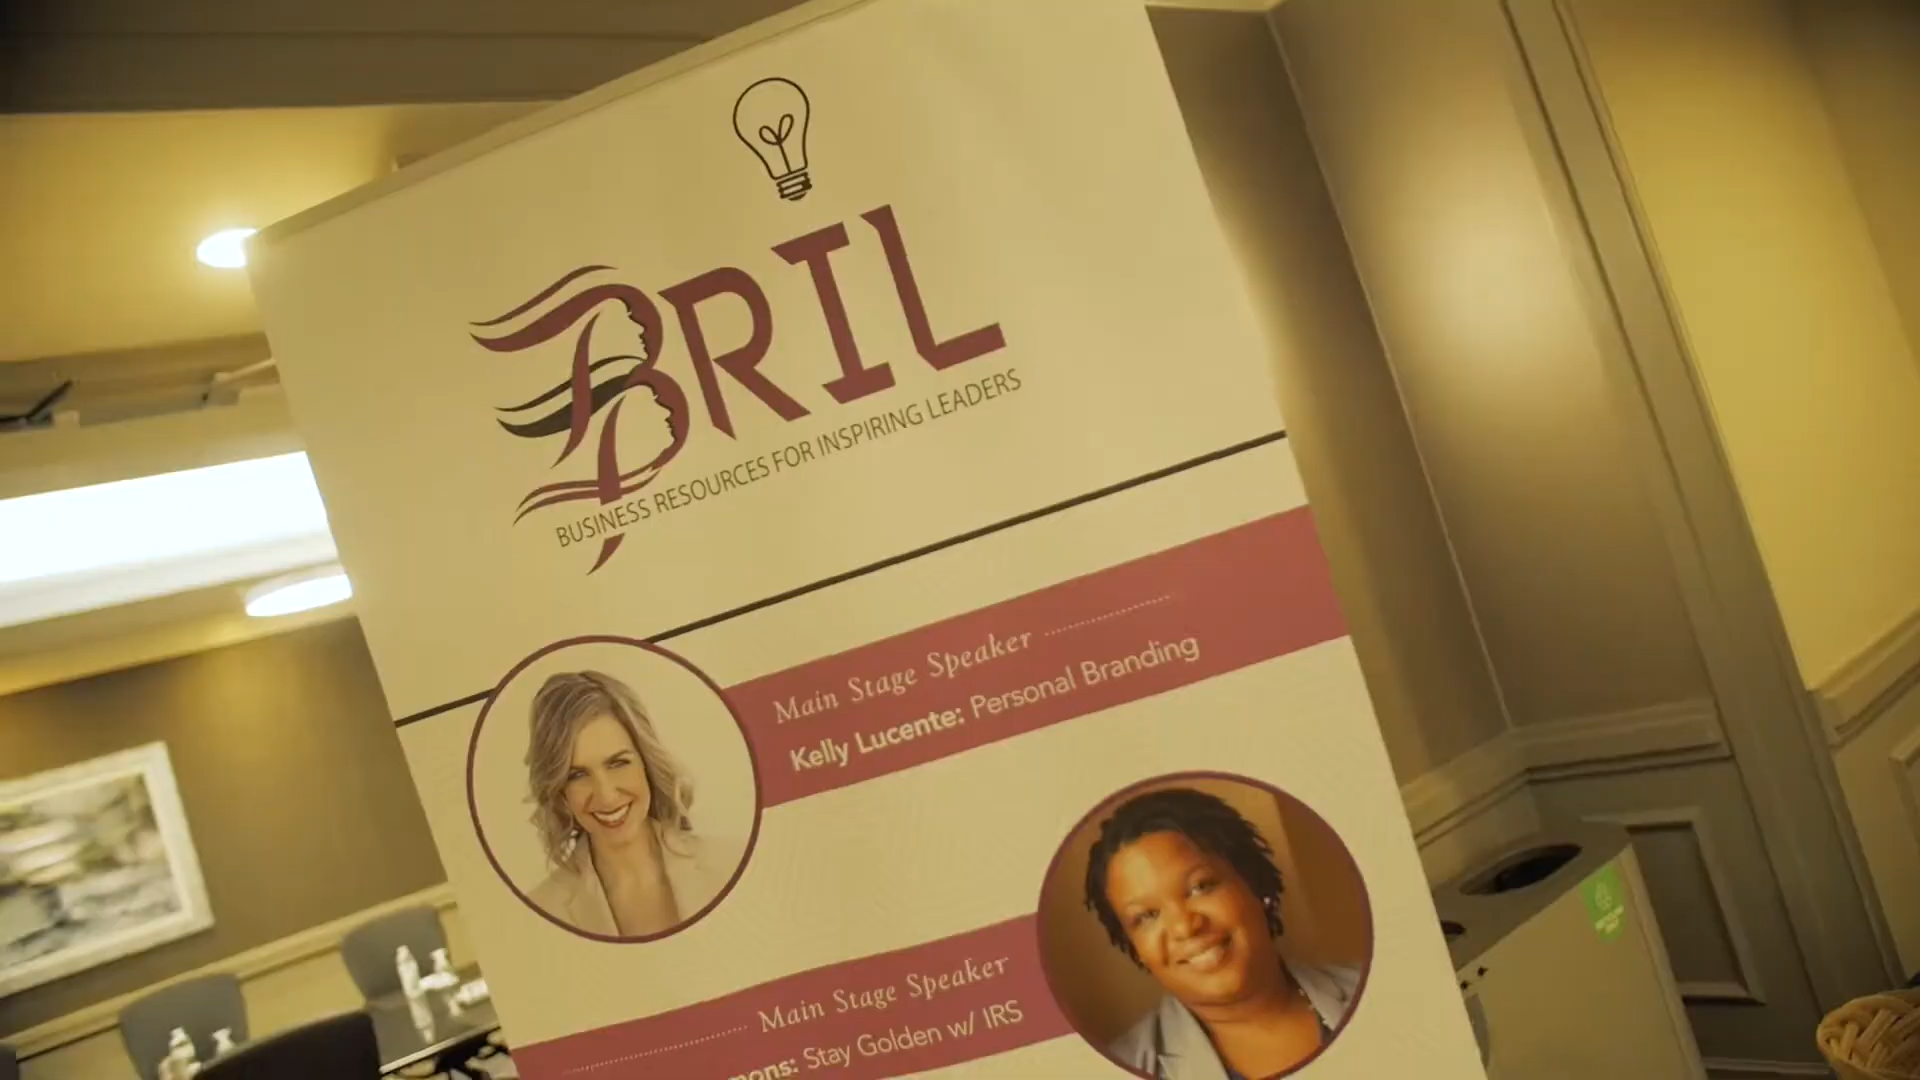 BRIL
BUSINESS RESOURCES FOR INSPIRING LEADERS
Main Stage Speaker
Kelly Lucente: Personal Branding
Main Stage Speaker
Stay Golden w/ IRS